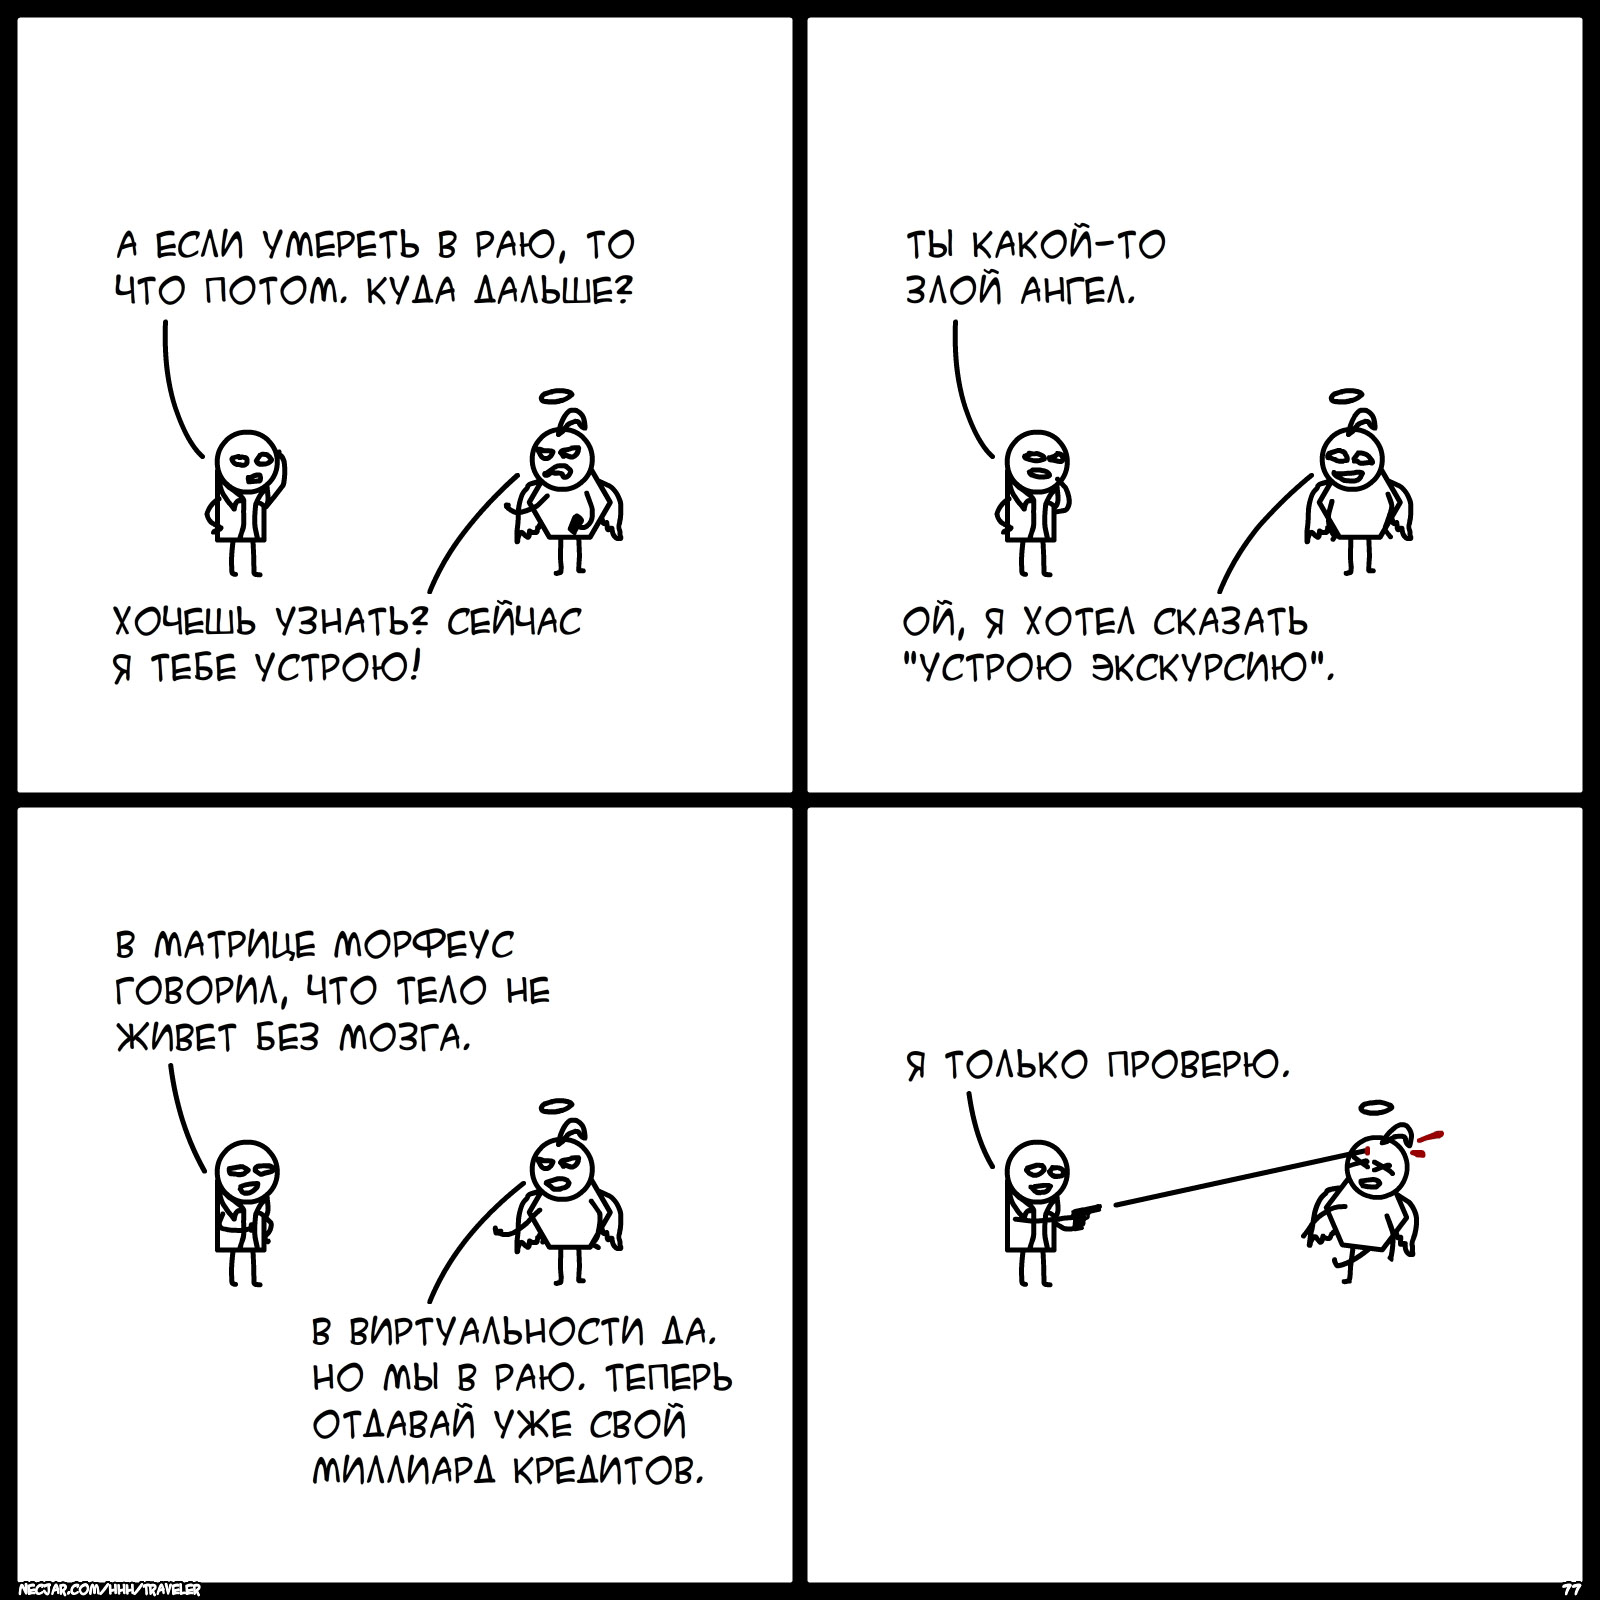 А ЕСЛИ УМЕРЕТЬ В РАЮ, ТО
ЧТО ПОТОМ. КУДА ДАЛЬШЕ?
ХОЧЕШЬ УЗНАТЬ? СЕЙЧАС
Я ТЕБЕ УСТРОЮ!
ТЫ КАКОЙ-ТО
ЗЛОЙ АНГЕЛ.
ОЙ, Я ХОТЕЛ СКАЗАТЬ
"УСТРОЮ ЭКСКУРСИЮ".
В МАТРИЦЕ МОРФЕУС
ГОВОРИЛ, ЧТО ТЕЛО НЕ
ЖИВЕТ БЕЗ МОЗГА.
В ВИРТУАЛЬНОСТИ ДА.
НО МЫ В РАЮ. ТЕПЕРЬ
ОТДАВАЙ УЖЕ СВОЙ
МИЛЛИАРД КРЕДИТОВ.
Я ТОЛЬКО ПРОВЕРЮ.
NECJAR.COM/HHH/TRAVELER
77